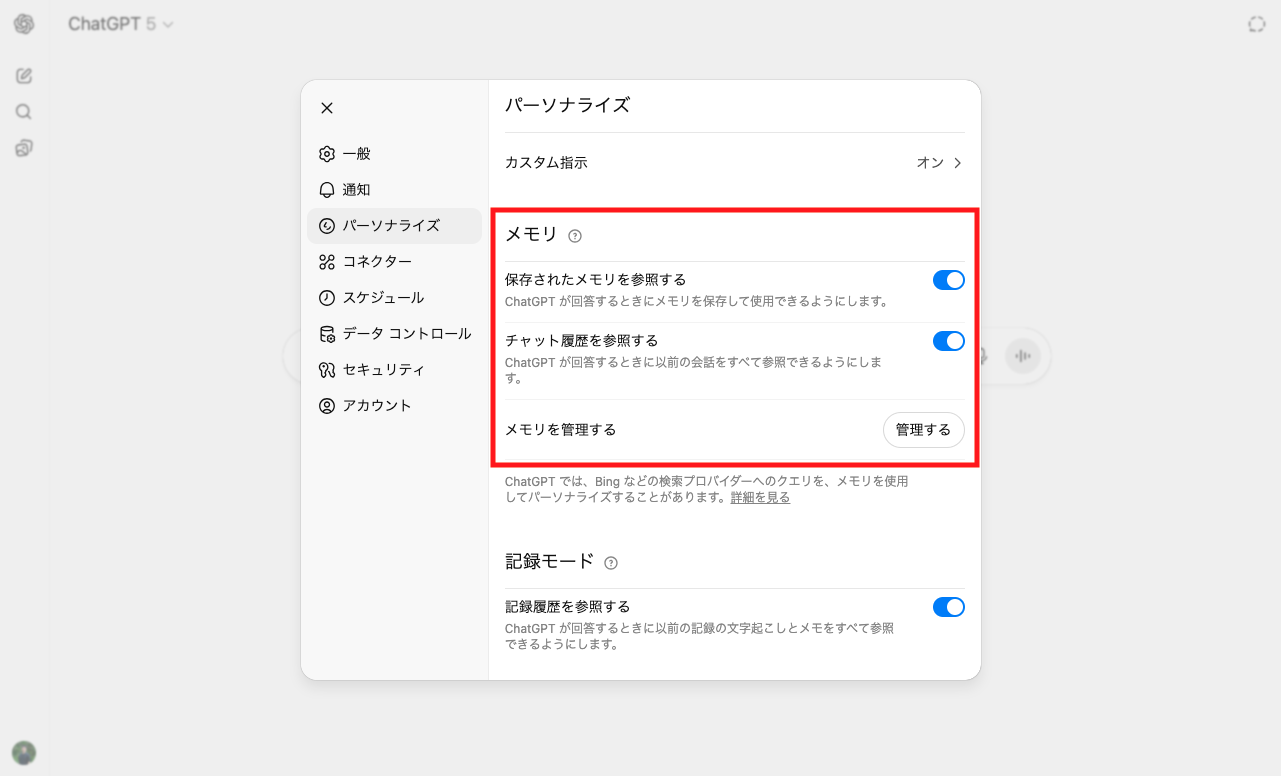 ChatGPT 5
パーソナライズ
一般
通知
パーソナライズ
コネクター
スケジュール
データ コントロール
セキュリティ
アカウント
カスタム指示
オン
メモリ
保存されたメモリを参照する
ChatGPT が回答するときにメモリを保存して使用できるようにします。
チャット履歴を参照する
ChatGPT が回答するときに以前の会話をすべて参照できるようにしま
す。
メモリを管理する
管理する
ChatGPT では、Bing などの検索プロバイダーへのクエリを、メモリを使用
してパーソナライズすることがあります。詳細を見る
記録モード
記録履歴を参照する
ChatGPT が回答するときに以前の記録の文字起こしとメモをすべて参照
できるようにします。